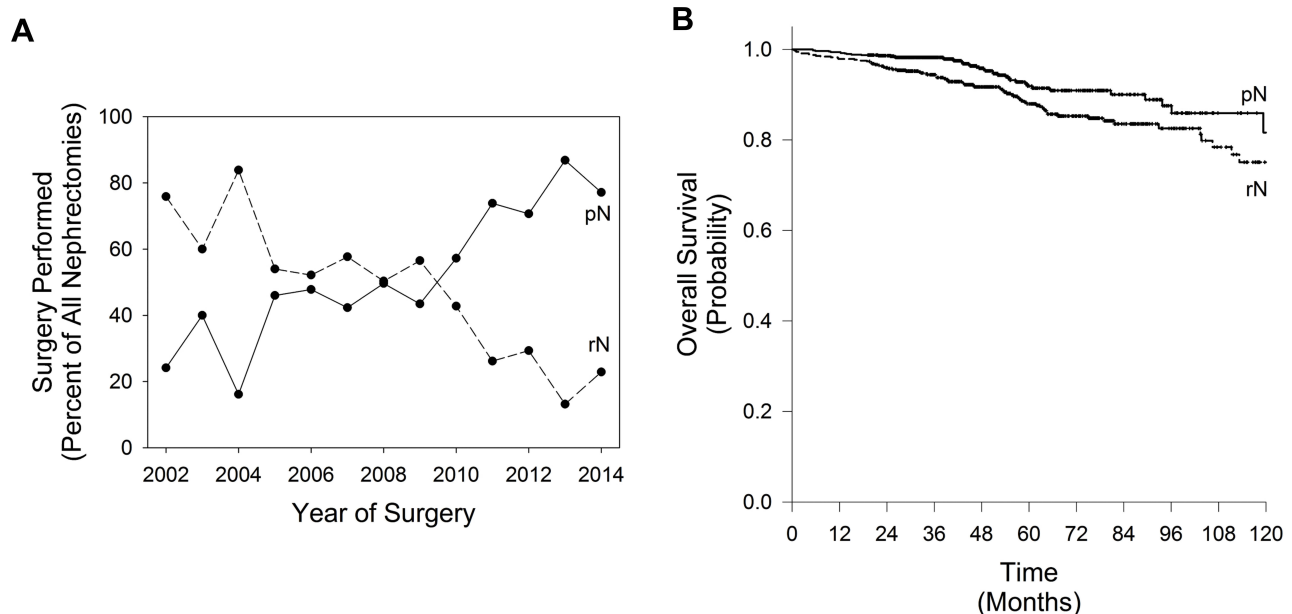 A
Surgery Performed
(Percent of All Nephrectomies)
100
80
60
40
20
0
pN
rN
2002 2004 2006 2008 2010 2012 2014
Year of Surgery
B
Overall Survival
(Probability)
1.0
0.8
0.6
0.4
0.2
0.0
pN
rN
0 12 24 36 48 60 72 84 96 108 120
Time
(Months)